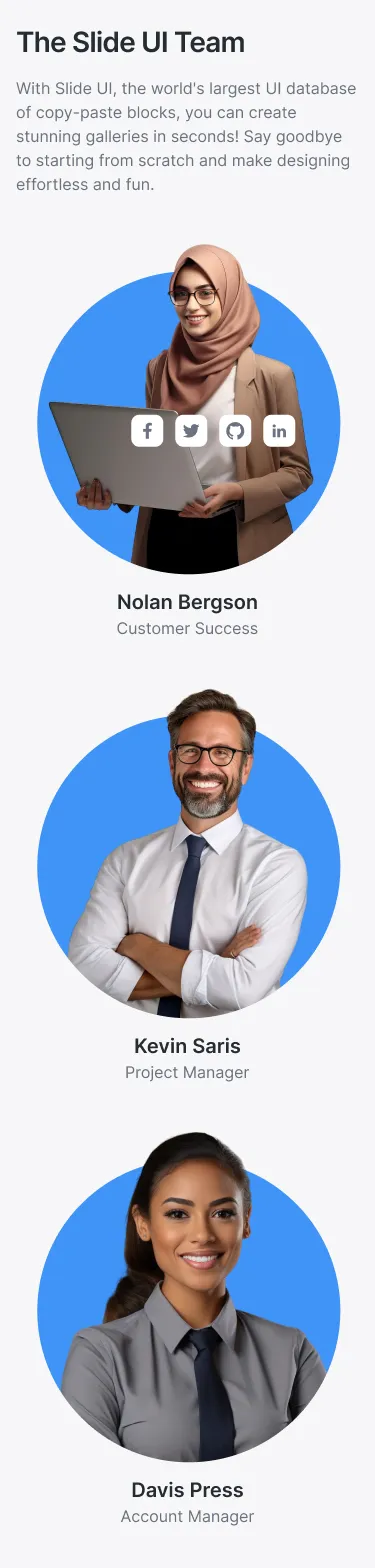 The Slide UI Team
With Slide UI, the world's largest UI database
of copy-paste blocks, you can create
stunning galleries in seconds! Say goodbye
to starting from scratch and make designing
effortless and fun.
Nolan Bergson
Customer Success
Kevin Saris
Project Manager
Davis Press
Account Manager